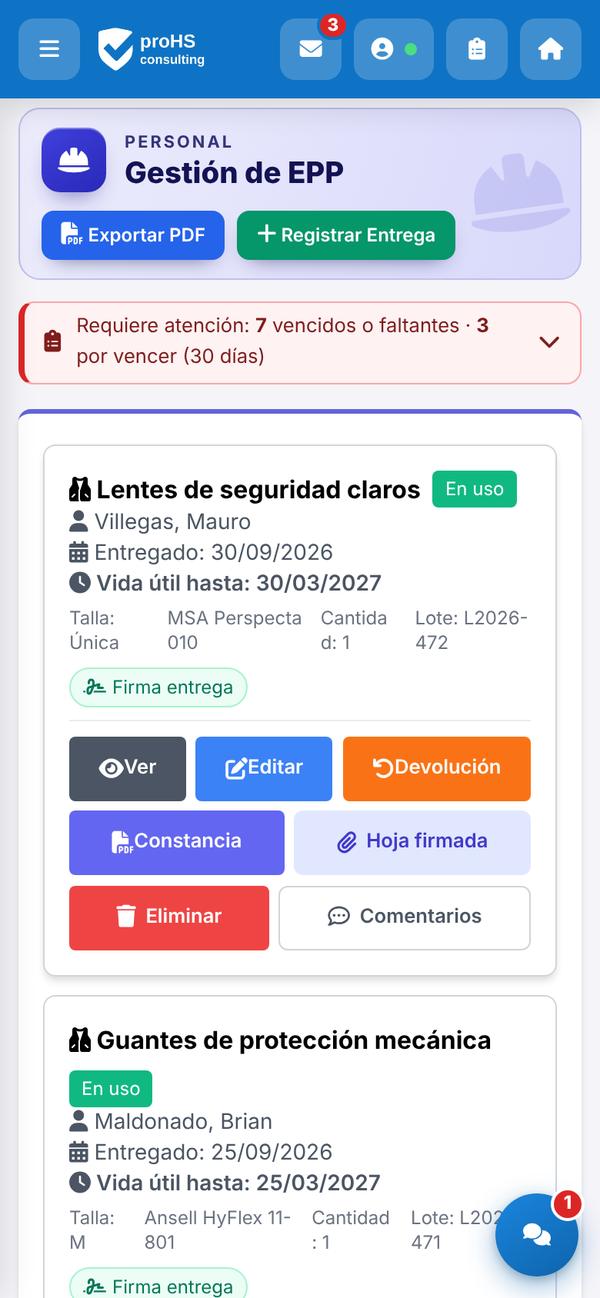 3
proHS
consulting
PERSONAL
Gestión de EPP
PDF Exportar PDF
Registrar Entrega
Requiere atención: 7 vencidos o faltantes · 3
por vencer (30 días)
Lentes de seguridad claros
En uso
Villegas, Mauro
Entregado: 30/09/2026
Vida útil hasta: 30/03/2027
Talla: MSA Perspecta Cantida Lote: L2026-
Única 010 d: 1 472
Firma entrega
Ver Editar Devolución
PDF Constancia Hoja firmada
Eliminar Comentarios
Guantes de protección mecánica
En uso
Maldonado, Brian
Entregado: 25/09/2026
Vida útil hasta: 25/03/2027
Talla: Ansell HyFlex 11- Cantidad Lote:
M 801 : 1 471
1
Firma entrega